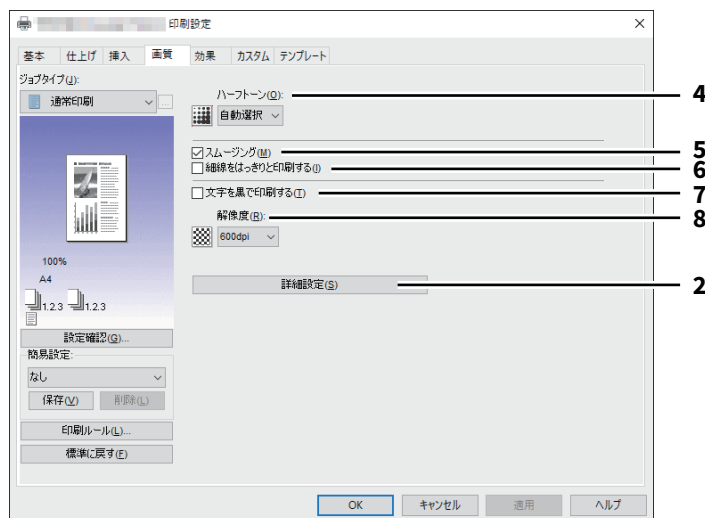 印刷設定
基本 仕上げ 挿入 画質 効果 カスタム テンプレート
ジョブタイプ(J):
通常印刷
...
100%
A4
1.2.3 1.2.3
設定確認(G)...
簡易設定:
なし
保存(V) 削除(L)
印刷ルール(L)...
標準に戻す(F)
ハーフトーン(O):
自動選択
スムージング(M)
細線をはっきりと印刷する(I)
文字を黒で印刷する(T)
解像度(R):
600dpi
詳細設定(S)
4
5
6
7
8
2
OK キャンセル 適用 ヘルプ